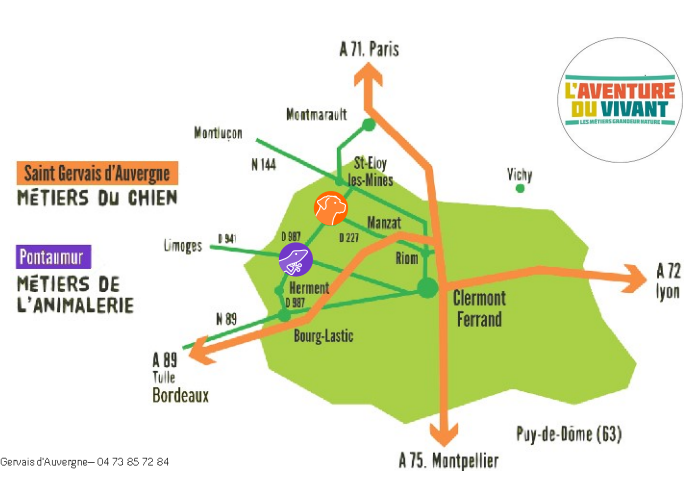 A 71. Paris
L'AVENTURE
DU VIVANT
LES MÉTIERS GRANDEUR NATURE
Montmarault
Montluçon
N 144
St-Eloy
les-Mines
Vichy
Saint Gervais d'Auvergne
MÉTIERS DU CHIEN
Manzat
D 987
D 227
Limoges
D 941
Riom
Pontaumur
MÉTIERS DE
L'ANIMALERIE
A 72
lyon
Herment
D 987
Clermont
Ferrand
N 89
Bourg-Lastic
A 89
Tulle
Bordeaux
Puy-de-Dôme (63)
A 75. Montpellier
Gervais d'Auvergne– 04 73 85 72 84